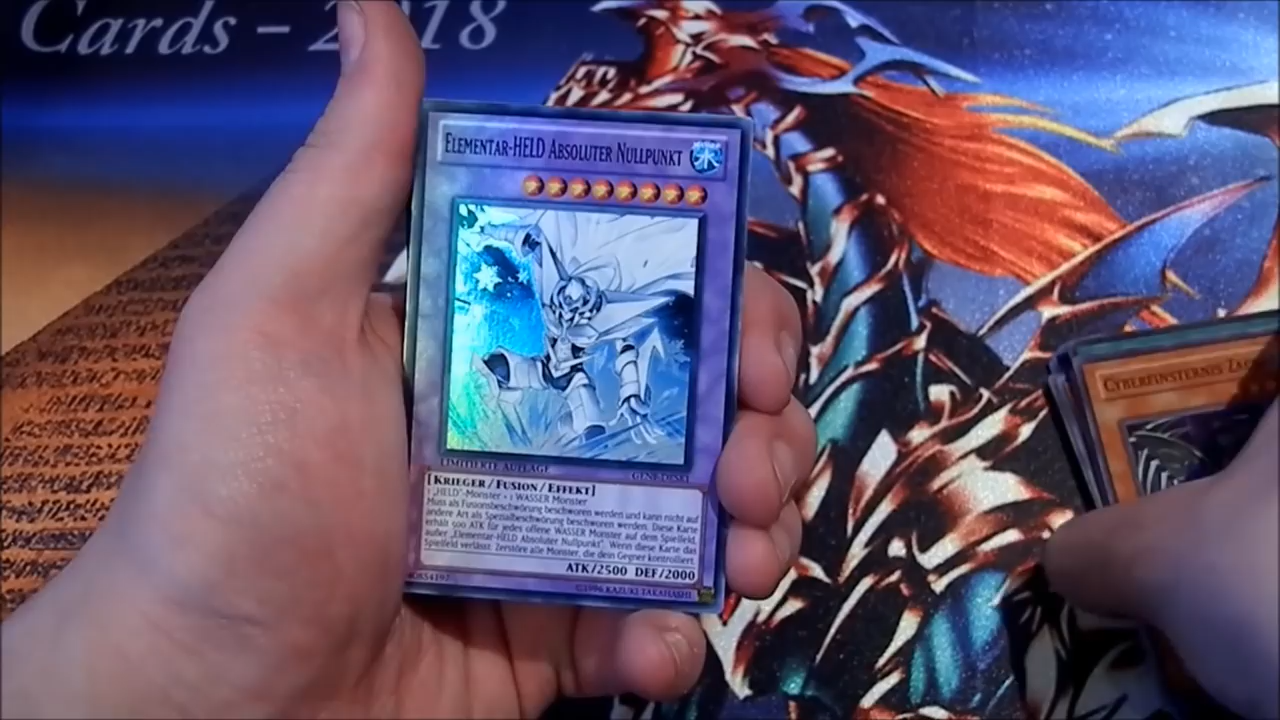 Cards - 2018
ELEMENTAR-HELD ABSOLUTER NULLPUNKT
LIMITIERTE AUFLAGE
[KRIEGER/FUSION/EFFEKT]
1 „HELD"-Monster + 1 WASSER Monster
Muss als Fusionsbeschwörung beschworen werden und kann nicht auf
andere Art als Spezialbeschwörung beschworen werden. Diese Karte
erhält 500 ATK für jedes offene WASSER Monster auf dem Spielfeld,
außer „Elementar-HELD Absoluter Nullpunkt". Wenn diese Karte das
Spielfeld verlässt: Zerstöre alle Monster, die dein Gegner kontrolliert.
ATK/2500 DEF/2000
40854197
©1996 KAZUKI TAKAHASHI
CYBERFINSTERNIS